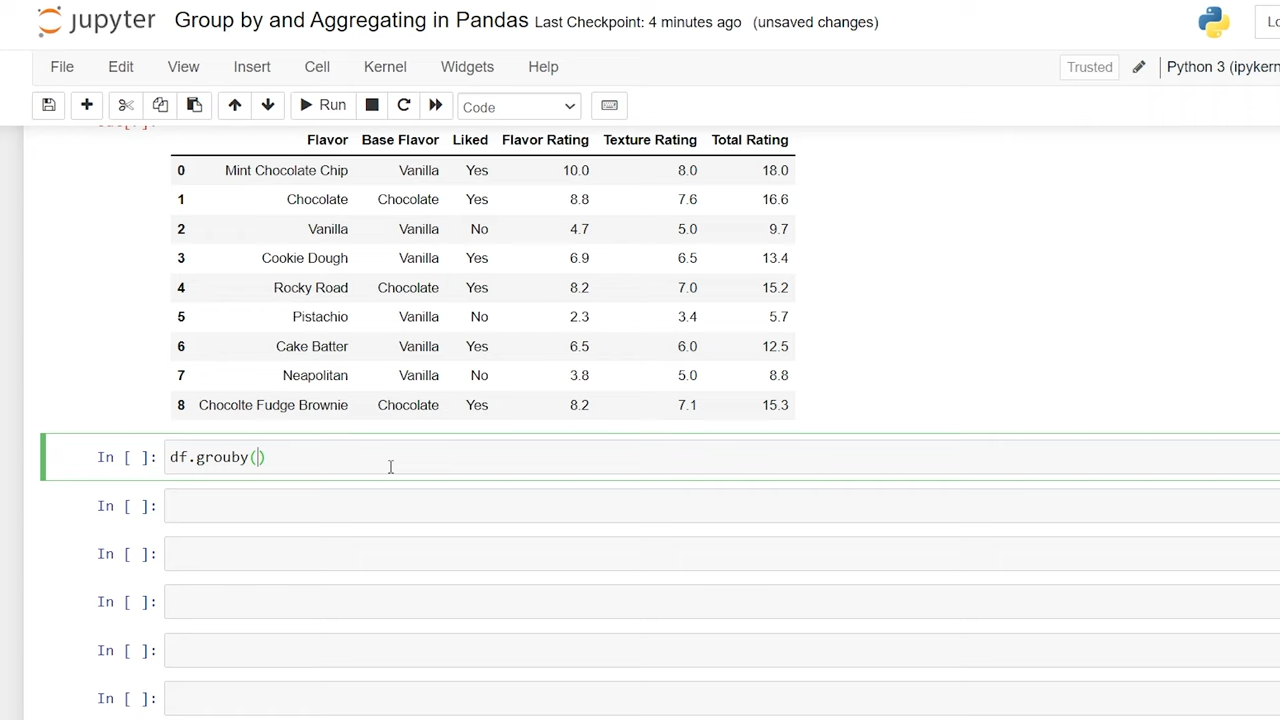 jupyter Group by and Aggregating in Pandas Last Checkpoint: 4 minutes ago (unsaved changes)
File Edit View Insert Cell Kernel Widgets Help Trusted Python 3 (ipykern
Run Code
Flavor Base Flavor Liked Flavor Rating Texture Rating Total Rating
0 Mint Chocolate Chip Vanilla Yes 10.0 8.0 18.0
1 Chocolate Chocolate Yes 8.8 7.6 16.6
2 Vanilla Vanilla No 4.7 5.0 9.7
3 Cookie Dough Vanilla Yes 6.9 6.5 13.4
4 Rocky Road Chocolate Yes 8.2 7.0 15.2
5 Pistachio Vanilla No 2.3 3.4 5.7
6 Cake Batter Vanilla Yes 6.5 6.0 12.5
7 Neapolitan Vanilla No 3.8 5.0 8.8
8 Chocolte Fudge Brownie Chocolate Yes 8.2 7.1 15.3
In [ ]: df.grouby()
In [ ]:
In [ ]:
In [ ]:
In [ ]:
In [ ]: